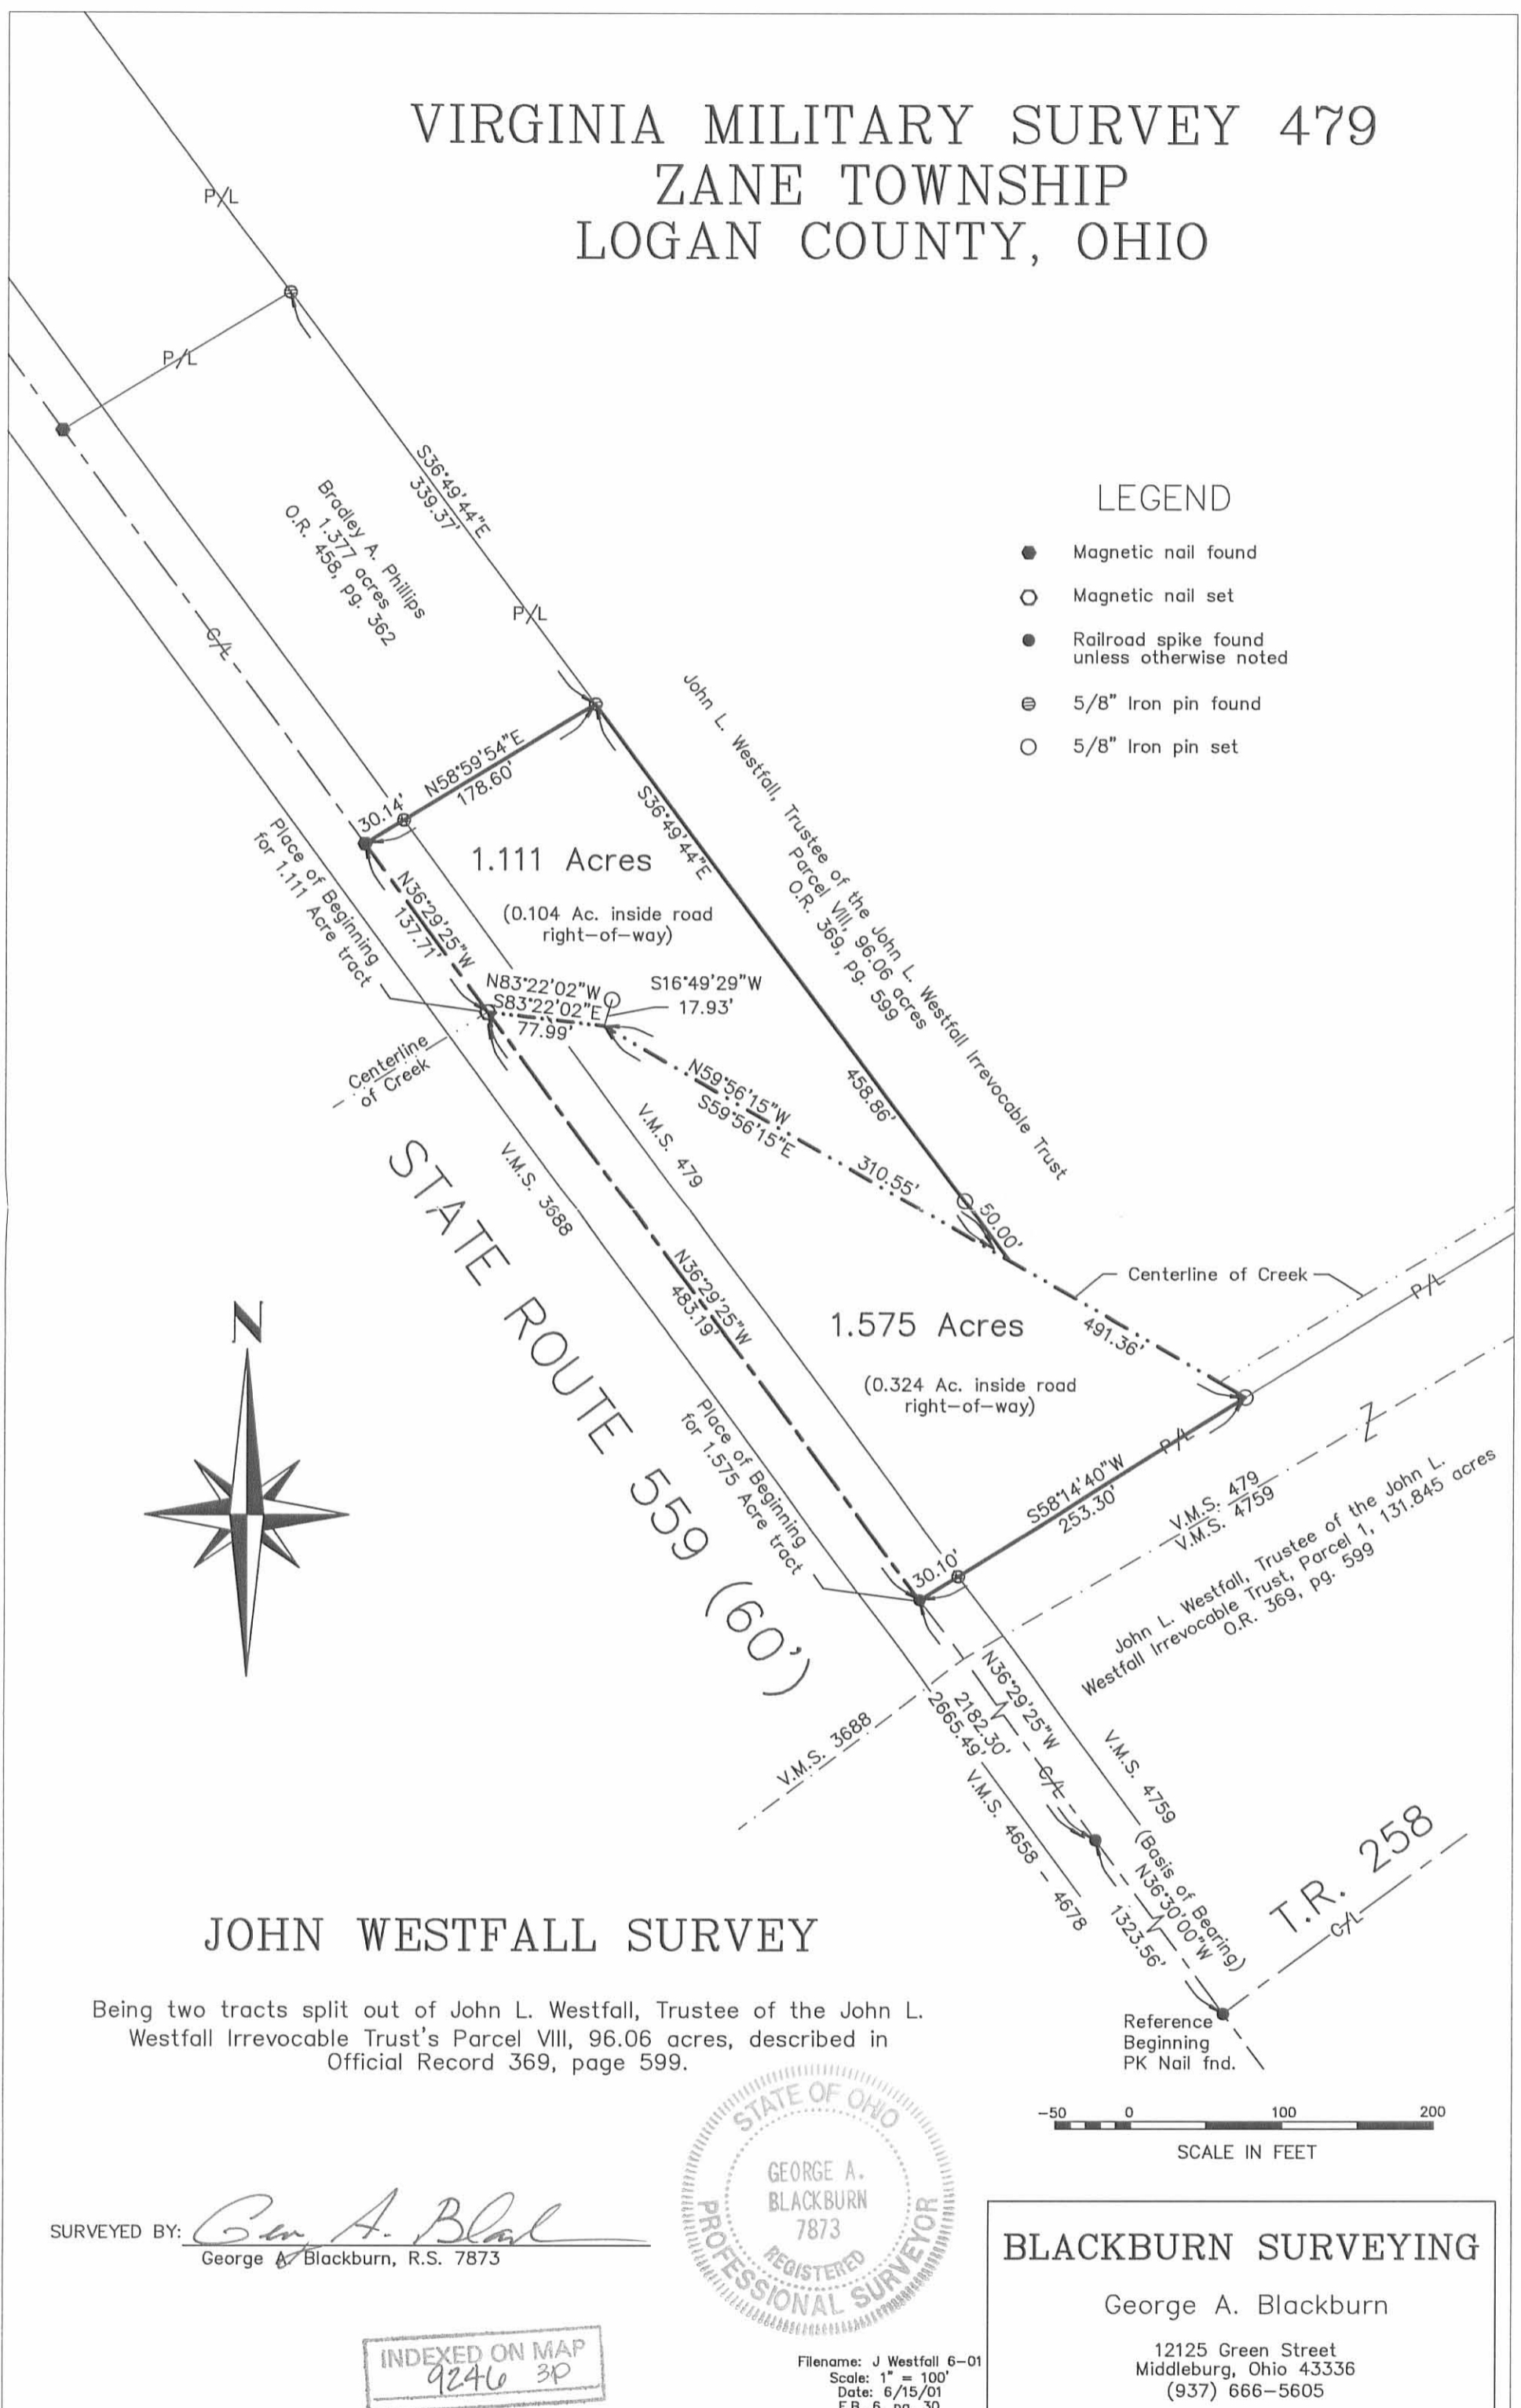 VIRGINIA MILITARY SURVEY 479
ZANE TOWNSHIP
LOGAN COUNTY, OHIO
P/L
P/L
S36°49'44"E
339.37'
Bradley A. Phillips
1.377 acres
O.R. 458, pg. 362
C/L
P/L
LEGEND
Magnetic nail found
Magnetic nail set
Railroad spike found
unless otherwise noted
5/8" Iron pin found
5/8" Iron pin set
John L. Westfall, Trustee of the John L. Westfall Irrevocable Trust
Parcel VIII, 96.06 acres
O.R. 369, pg. 599
N58°59'54"E
178.60'
30.14'
S36°49'44"E
458.86'
1.111 Acres
(0.104 Ac. inside road
right-of-way)
Place of Beginning
for 1.111 Acre tract
N36°29'25"W
137.71'
N83°22'02"W
S83°22'02"E
77.99'
S16°49'29"W
17.93'
Centerline
of Creek
N59°56'15"W
S59°56'15"E
310.55'
50.00'
V.M.S. 479
V.M.S. 3688
STATE ROUTE 559 (60')
N36°29'25"W
483.19'
Centerline of Creek
P/L
491.36'
1.575 Acres
(0.324 Ac. inside road
right-of-way)
N
Place of Beginning
for 1.575 Acre tract
P/L
S58°14'40"W
253.30'
30.10'
Z
V.M.S. 479
V.M.S. 4759
John L. Westfall, Trustee of the John L.
Westfall Irrevocable Trust, Parcel 1, 131.845 acres
O.R. 369, pg. 599
V.M.S. 3688
N36°29'25"W
2182.30'
2665.49'
C/L
V.M.S. 4759
V.M.S. 4658 - 4678
(Basis of Bearing)
N36°30'00"W
1323.56'
T.R. 258
C/L
Reference
Beginning
PK Nail fnd.
JOHN WESTFALL SURVEY
Being two tracts split out of John L. Westfall, Trustee of the John L.
Westfall Irrevocable Trust's Parcel VIII, 96.06 acres, described in
Official Record 369, page 599.
-50 0 100 200
SCALE IN FEET
STATE OF OHIO
GEORGE A.
BLACKBURN
7873
REGISTERED
PROFESSIONAL SURVEYOR
SURVEYED BY:
George A. Blackburn, R.S. 7873
INDEXED ON MAP
9246 3P
Filename: J Westfall 6-01
Scale: 1" = 100'
Date: 6/15/01
F.B. 6, pg. 30
BLACKBURN SURVEYING
George A. Blackburn
12125 Green Street
Middleburg, Ohio 43336
(937) 666-5605